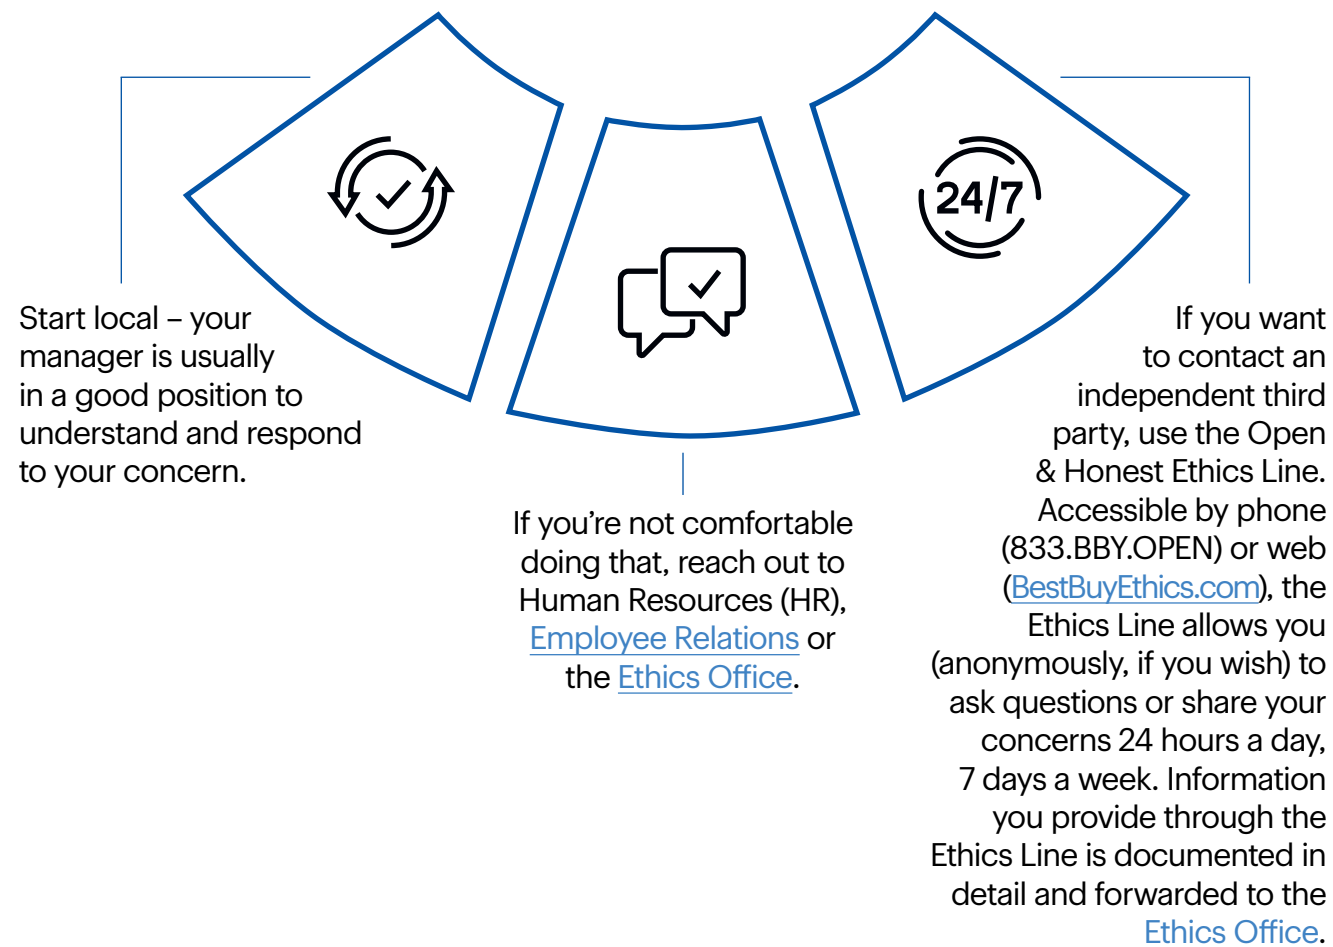 24/7
Start local – your
manager is usually
in a good position to
understand and respond
to your concern.
If you’re not comfortable
doing that, reach out to
Human Resources (HR),
Employee Relations or
the Ethics Office.
If you want
to contact an
independent third
party, use the Open
& Honest Ethics Line.
Accessible by phone
(833.BBY.OPEN) or web
(BestBuyEthics.com), the
Ethics Line allows you
(anonymously, if you wish) to
ask questions or share your
concerns 24 hours a day,
7 days a week. Information
you provide through the
Ethics Line is documented in
detail and forwarded to the
Ethics Office.